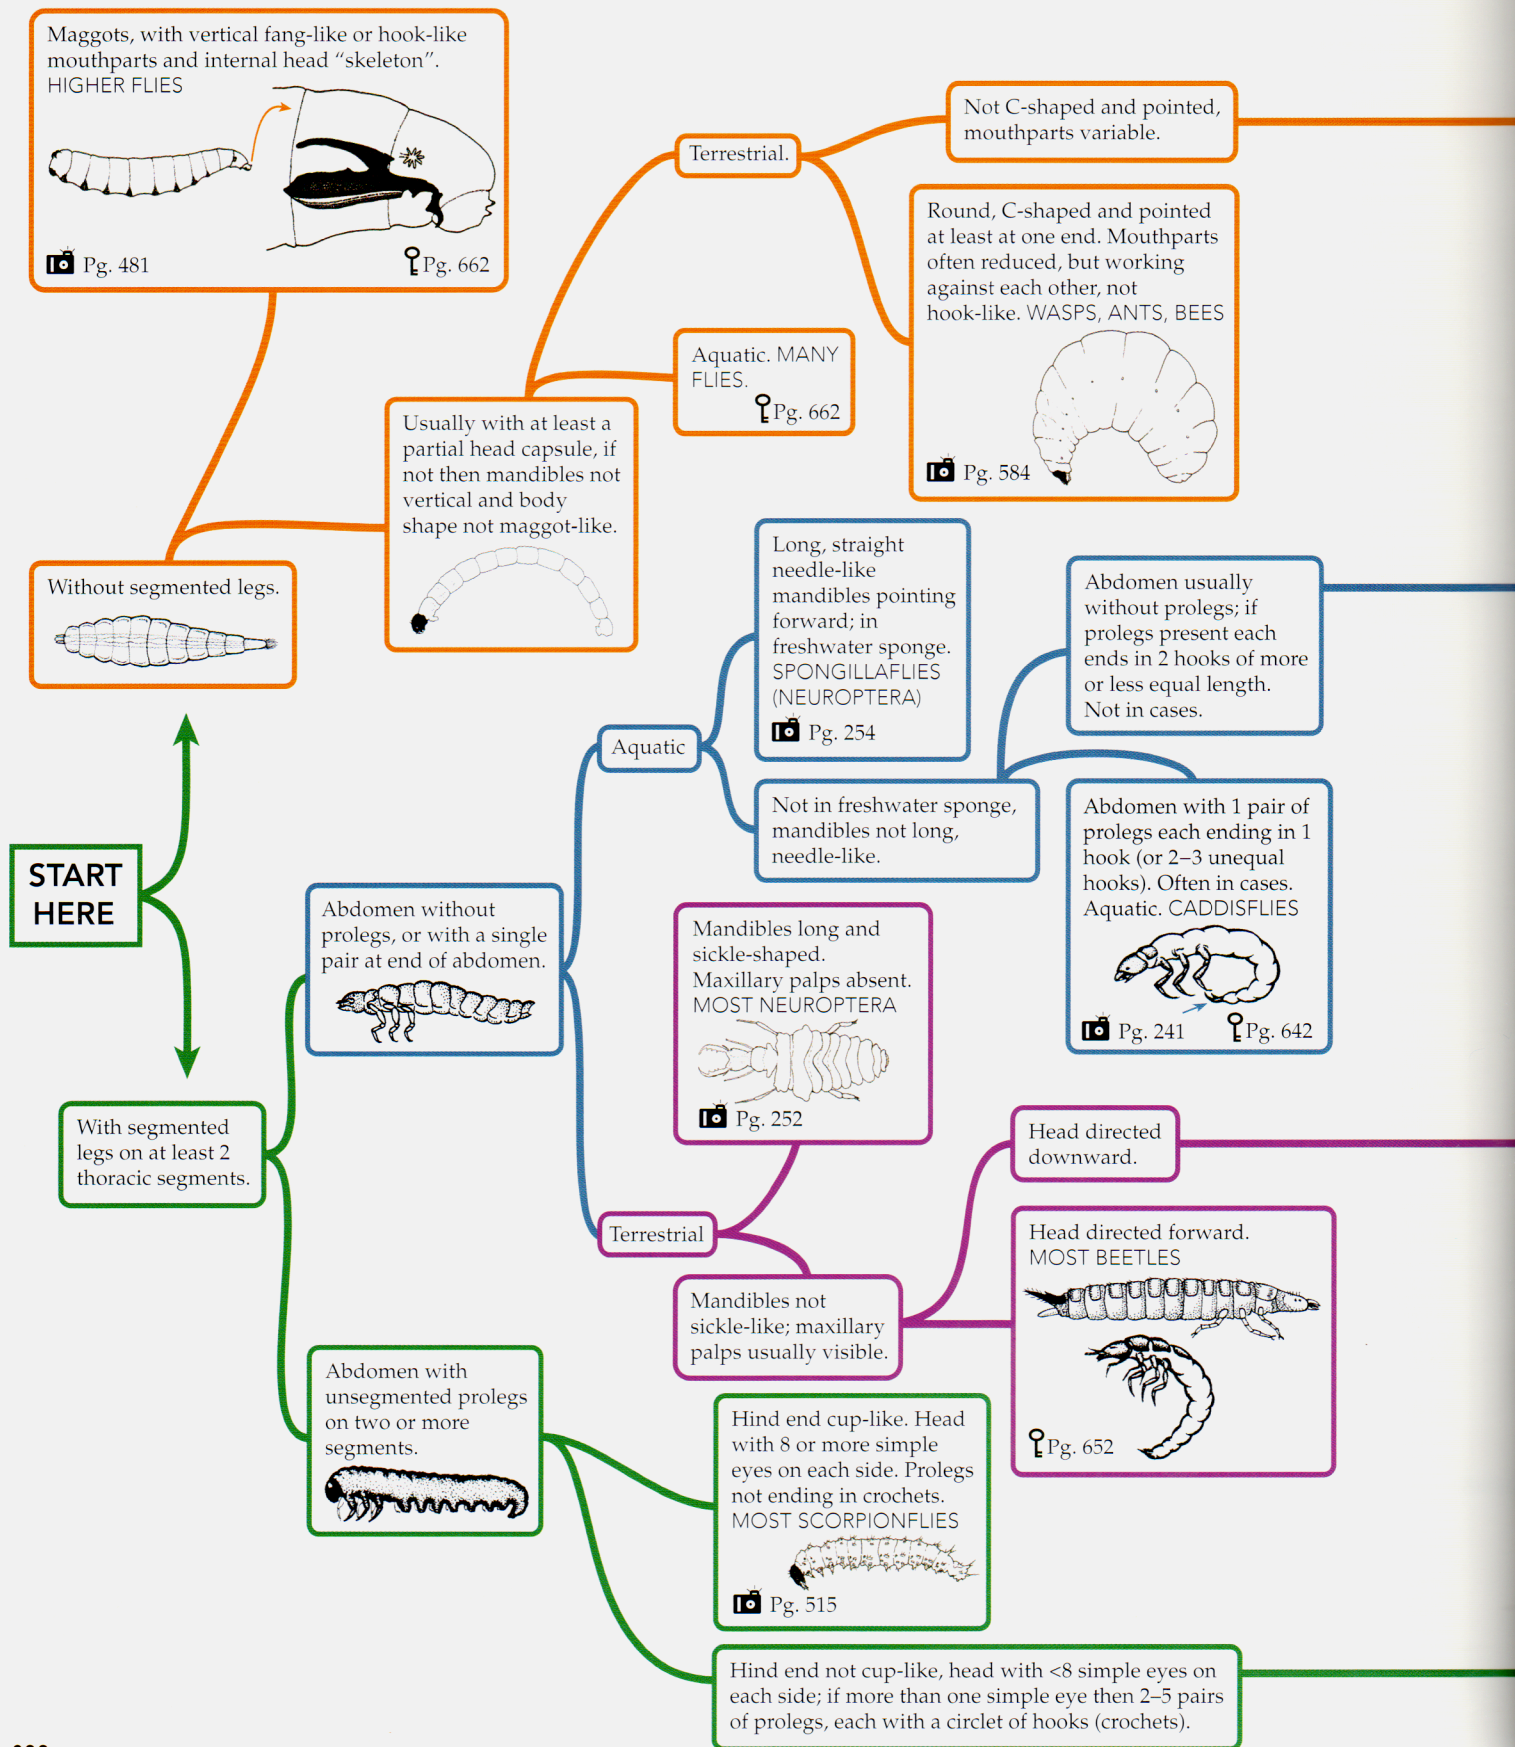 Maggots, with vertical fang-like or hook-like
mouthparts and internal head “skeleton”.
HIGHER FLIES
Pg. 481
Pg. 662
Not C-shaped and pointed,
mouthparts variable.
Terrestrial.
Round, C-shaped and pointed
at least at one end. Mouthparts
often reduced, but working
against each other, not
hook-like. WASPS, ANTS, BEES
Pg. 584
Aquatic. MANY
FLIES.
Pg. 662
Usually with at least a
partial head capsule, if
not then mandibles not
vertical and body
shape not maggot-like.
Without segmented legs.
Long, straight
needle-like
mandibles pointing
forward; in
freshwater sponge.
SPONGILLAFLIES
(NEUROPTERA)
Pg. 254
Abdomen usually
without prolegs; if
prolegs present each
ends in 2 hooks of more
or less equal length.
Not in cases.
Aquatic
Not in freshwater sponge,
mandibles not long,
needle-like.
Abdomen with 1 pair of
prolegs each ending in 1
hook (or 2–3 unequal
hooks). Often in cases.
Aquatic. CADDISFLIES
Pg. 241
Pg. 642
START
HERE
Abdomen without
prolegs, or with a single
pair at end of abdomen.
Mandibles long and
sickle-shaped.
Maxillary palps absent.
MOST NEUROPTERA
Pg. 252
With segmented
legs on at least 2
thoracic segments.
Head directed
downward.
Terrestrial
Head directed forward.
MOST BEETLES
Pg. 652
Mandibles not
sickle-like; maxillary
palps usually visible.
Abdomen with
unsegmented prolegs
on two or more
segments.
Hind end cup-like. Head
with 8 or more simple
eyes on each side. Prolegs
not ending in crochets.
MOST SCORPIONFLIES
Pg. 515
Hind end not cup-like, head with <8 simple eyes on
each side; if more than one simple eye then 2–5 pairs
of prolegs, each with a circlet of hooks (crochets).